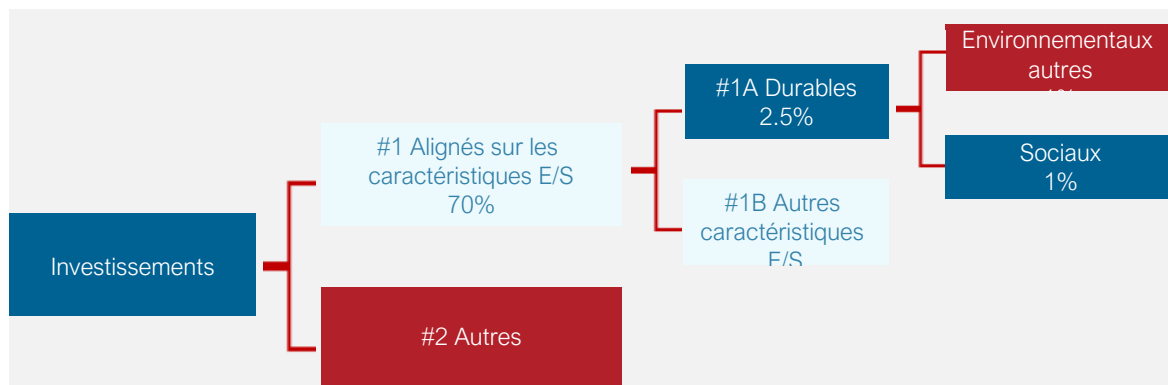 Investissements
#1 Alignés sur les
caractéristiques E/S
70%
#2 Autres
#1A Durables
2.5%
#1B Autres
caractéristiques
E/S
Environnementaux
autres
Sociaux
1%